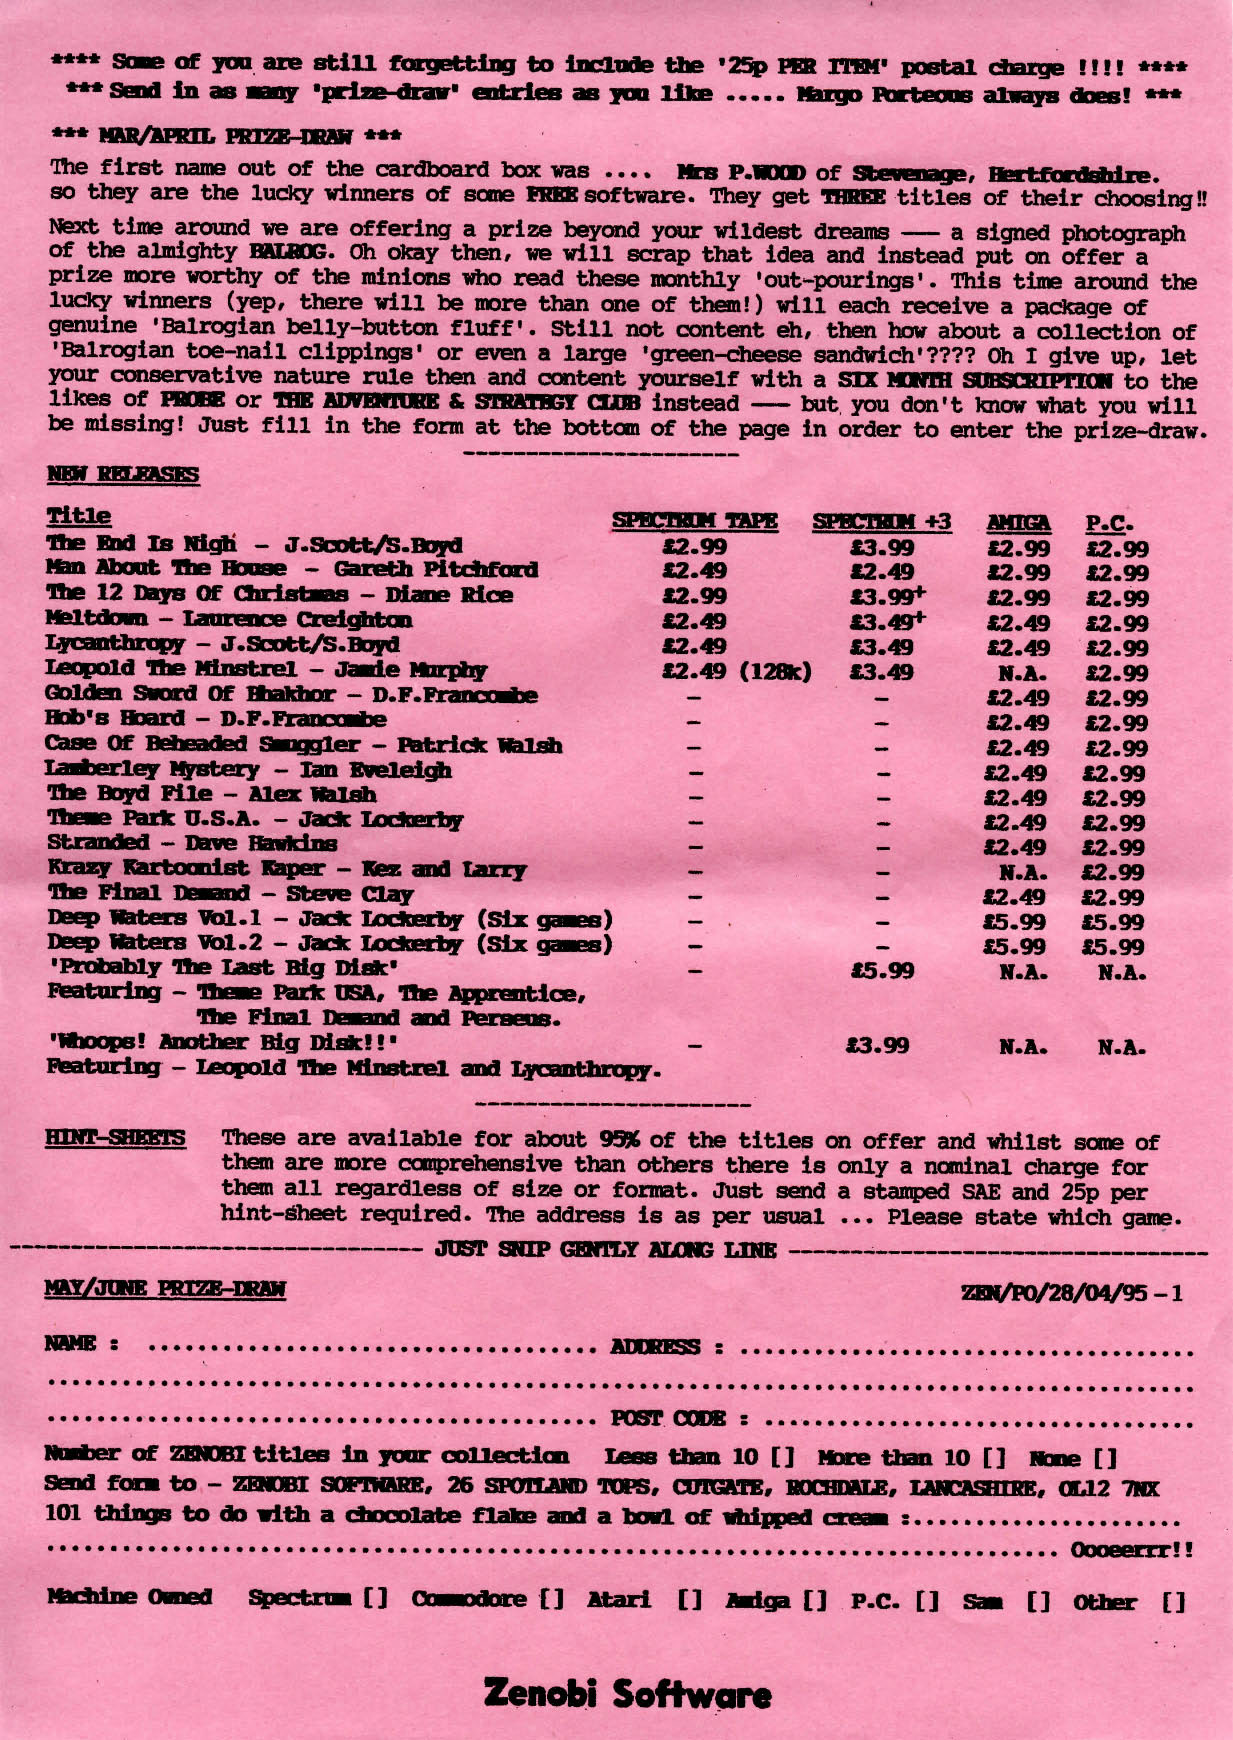 **** Some of you are still forgetting to include the '25p PER ITEM' postal charge !!!! ****
*** Send in as many 'prize-draw' entries as you like ..... Margo Porteous always does! ***
*** MAR/APRIL PRIZE-DRAW ***
The first name out of the cardboard box was .... Mrs P.WOOD of Stevenage, Hertfordshire.
so they are the lucky winners of some FREE software. They get THREE titles of their choosing!!
Next time around we are offering a prize beyond your wildest dreams —— a signed photograph
of the almighty BALROG. Oh okay then, we will scrap that idea and instead put on offer a
prize more worthy of the minions who read these monthly 'out-pourings'. This time around the
lucky winners (yep, there will be more than one of them!) will each receive a package of
genuine 'Balrogian belly-button fluff'. Still not content eh, then how about a collection of
'Balrogian toe-nail clippings' or even a large 'green-cheese sandwich'???? Oh I give up, let
your conservative nature rule then and content yourself with a SIX MONTH SUBSCRIPTION to the
likes of PROBE or THE ADVENTURE & STRATEGY CLUB instead —— but you don't know what you will
be missing! Just fill in the form at the bottom of the page in order to enter the prize-draw.
----------------------
NEW RELEASES
Title SPECTRUM TAPE SPECTRUM +3 AMIGA P.C.
The End Is Nigh - J.Scott/S.Boyd £2.99 £3.99 £2.99 £2.99
Man About The House - Gareth Pitchford £2.49 £2.49 £2.99 £2.99
The 12 Days Of Christmas - Diane Rice £2.99 £3.99+ £2.99 £2.99
Meltdown - Laurence Creighton £2.49 £3.49+ £2.49 £2.99
Lycanthropy - J.Scott/S.Boyd £2.49 £3.49 £2.49 £2.99
Leopold The Minstrel - Jamie Murphy £2.49 (128k) £3.49 N.A. £2.99
Golden Sword Of Bhakhor - D.F.Francombe - - £2.49 £2.99
Hob's Hoard - D.F.Francombe - - £2.49 £2.99
Case Of Beheaded Smuggler - Patrick Walsh - - £2.49 £2.99
Lamberley Mystery - Ian Eveleigh - - £2.49 £2.99
The Boyd File - Alex Walsh - - £2.49 £2.99
Theme Park U.S.A. - Jack Lockerby - - £2.49 £2.99
Stranded - Dave Hawkins - - £2.49 £2.99
Krazy Kartoonist Kaper - Kez and Larry - - N.A. £2.99
The Final Demand - Steve Clay - - £2.49 £2.99
Deep Waters Vol.1 - Jack Lockerby (Six games) - - £5.99 £5.99
Deep Waters Vol.2 - Jack Lockerby (Six games) - - £5.99 £5.99
'Probably The Last Big Disk' - £5.99 N.A. N.A.
Featuring - Theme Park USA, The Apprentice,
The Final Demand and Perseus.
'Whoops! Another Big Disk!!' - £3.99 N.A. N.A.
Featuring - Leopold The Minstrel and Lycanthropy.
----------------------
HINT-SHEETS These are available for about 95% of the titles on offer and whilst some of
them are more comprehensive than others there is only a nominal charge for
them all regardless of size or format. Just send a stamped SAE and 25p per
hint-sheet required. The address is as per usual ... Please state which game.
--------------------------------- JUST SNIP GENTLY ALONG LINE ----------------------------------
MAY/JUNE PRIZE-DRAW ZEN/PO/28/04/95 - 1
NAME : .................................... ADDRESS : .....................................
............................................................................................
............................................ POST CODE : ...................................
Number of ZENOBI titles in your collection Less than 10 [] More than 10 [] None []
Send form to - ZENOBI SOFTWARE, 26 SPOTLAND TOPS, CUTGATE, ROCHDALE, LANCASHIRE, OL12 7NX
101 things to do with a chocolate flake and a bowl of whipped cream :......................
................................................................................. Oooeerrr!!
Machine Owned Spectrum [] Commodore [] Atari [] Amiga [] P.C. [] Sam [] Other []
Zenobi Software